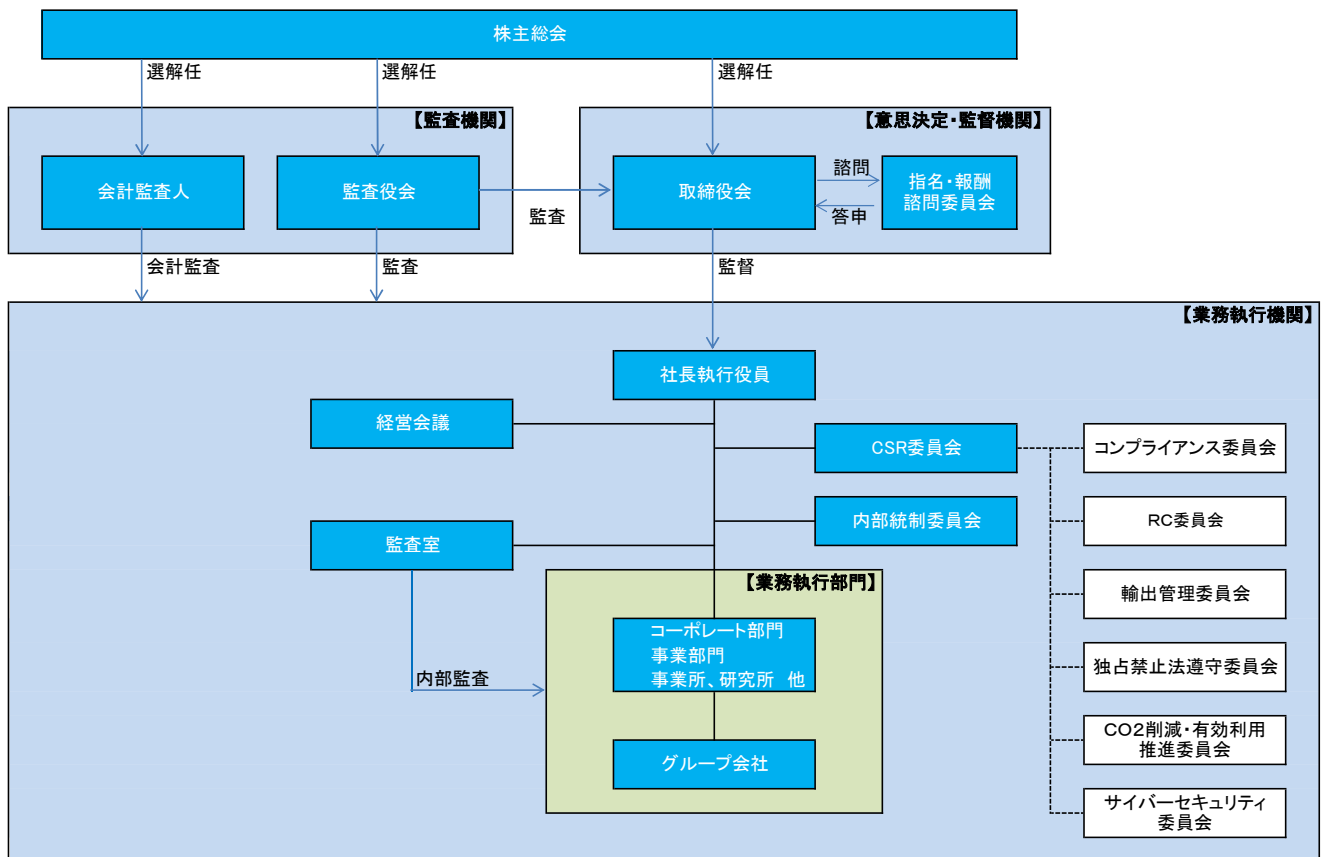 株主総会
選解任
選解任
選解任
【監査機関】
【意思決定・監督機関】
会計監査人
監査役会
監査
取締役会
諮問
答申
指名・報酬
諮問委員会
会計監査
監査
監督
【業務執行機関】
社長執行役員
経営会議
CSR委員会
コンプライアンス委員会
内部統制委員会
RC委員会
監査室
【業務執行部門】
輸出管理委員会
コーポレート部門
事業部門
事業所、研究所 他
内部監査
独占禁止法遵守委員会
グループ会社
CO2削減・有効利用
推進委員会
サイバーセキュリティ
委員会